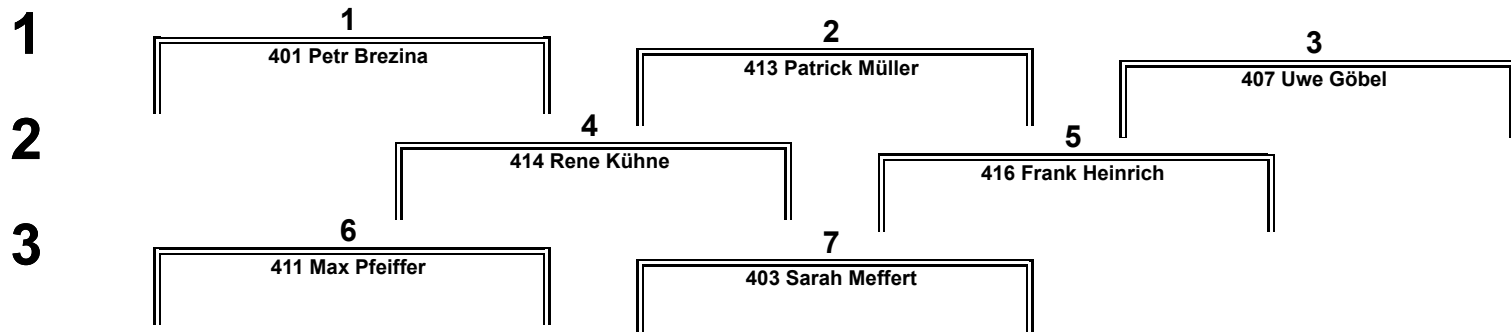 1
1
401 Petr Brezina
2
413 Patrick Müller
3
407 Uwe Göbel
2
4
414 Rene Kühne
5
416 Frank Heinrich
3
6
411 Max Pfeiffer
7
403 Sarah Meffert